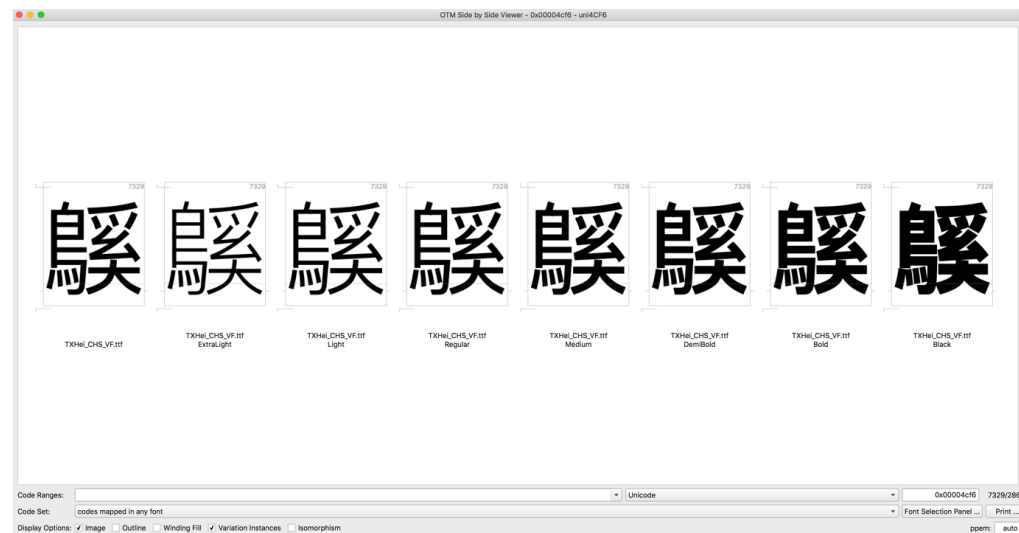 OTM Side by Side Viewer - 0x00004cf6 - uni4CF6
7329 7329 7329 7329 7329 7329 7329 7329
䳶 䳶 䳶 䳶 䳶 䳶 䳶 䳶
TXHei_CHS_VF.ttf
TXHei_CHS_VF.ttf
ExtraLight
TXHei_CHS_VF.ttf
Light
TXHei_CHS_VF.ttf
Regular
TXHei_CHS_VF.ttf
Medium
TXHei_CHS_VF.ttf
DemiBold
TXHei_CHS_VF.ttf
Bold
TXHei_CHS_VF.ttf
Black
Code Ranges: Unicode 0x00004cf6 7329/286
Code Set: codes mapped in any font Font Selection Panel ... Print ...
Display Options: Image Outline Winding Fill Variation Instances Isomorphism ppem: auto